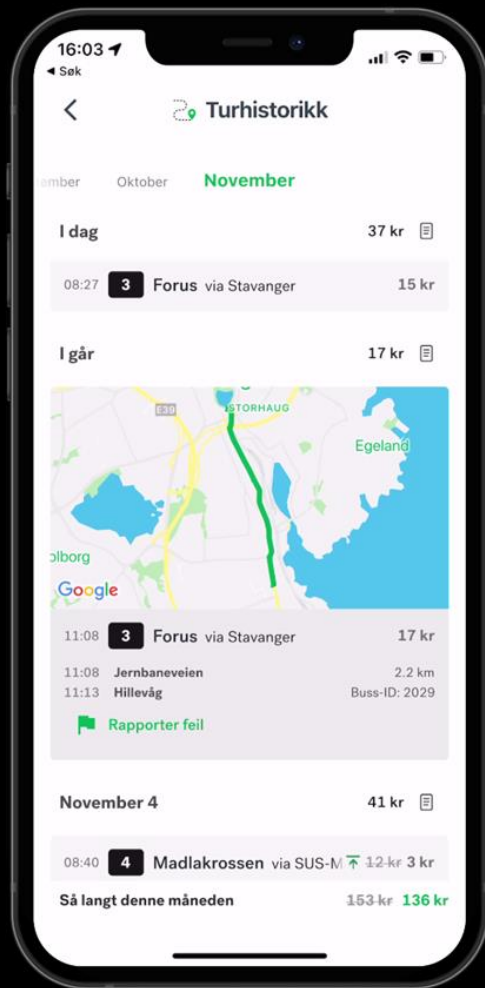 16:03
◂ Søk
Turhistorikk
ember Oktober November
I dag 37 kr
08:27 3 Forus via Stavanger 15 kr
I går 17 kr
E39
STORHAUG
Egeland
olborg
Google
11:08 3 Forus via Stavanger 17 kr
11:08 Jernbaneveien 2.2 km
11:13 Hillevåg Buss-ID: 2029
Rapporter feil
November 4 41 kr
08:40 4 Madlakrossen via SUS-M 12 kr 3 kr
Så langt denne måneden 153 kr 136 kr